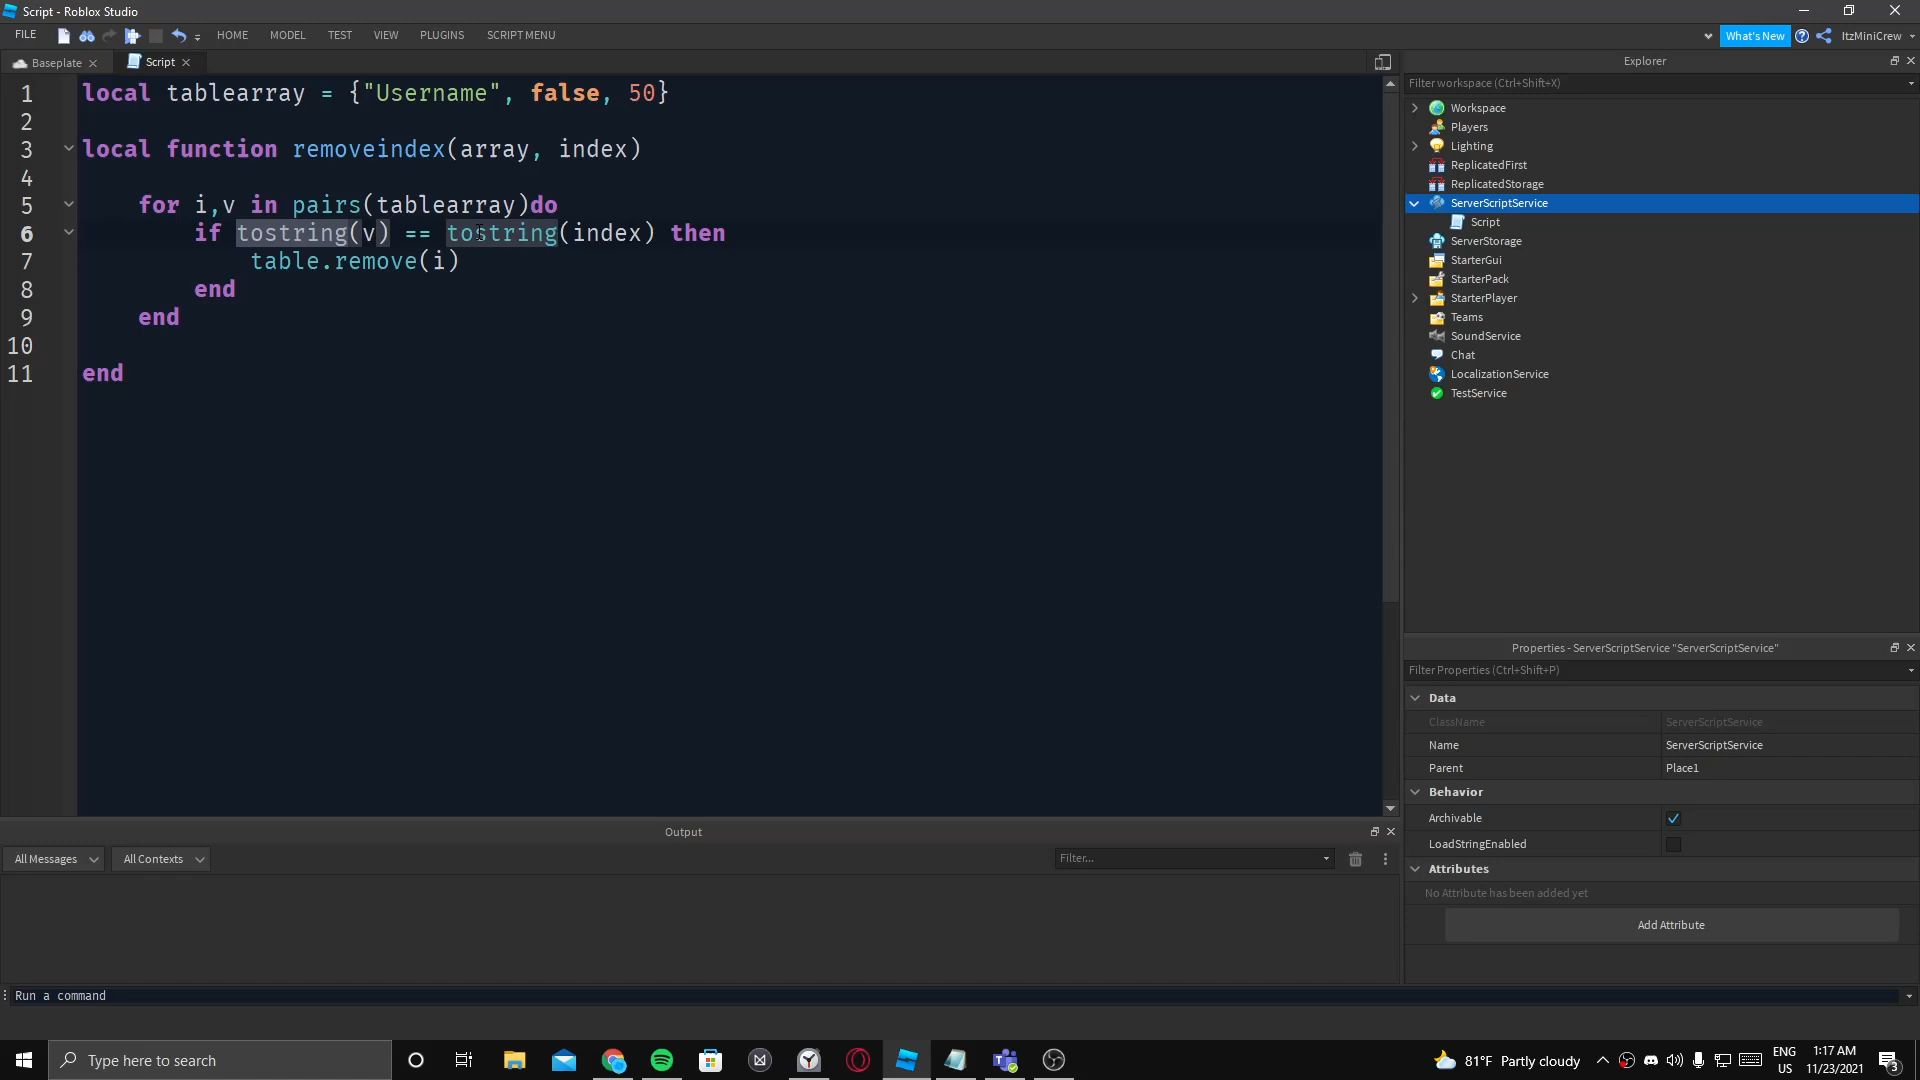 Script - Roblox Studio
FILE HOME MODEL TEST VIEW PLUGINS SCRIPT MENU What's New ItzMiniCrew
Baseplate Script
1 local tablearray = {"Username", false, 50}
2
3 local function removeindex(array, index)
4
5 for i,v in pairs(tablearray)do
6 if tostring(v) == tostring(index) then
7 table.remove(i)
8 end
9 end
10
11 end
Explorer
Filter workspace (Ctrl+Shift+X)
Workspace
Players
Lighting
ReplicatedFirst
ReplicatedStorage
ServerScriptService
Script
ServerStorage
StarterGui
StarterPack
StarterPlayer
Teams
SoundService
Chat
LocalizationService
TestService
Properties - ServerScriptService "ServerScriptService"
Filter Properties (Ctrl+Shift+P)
Data
ClassName ServerScriptService
Name ServerScriptService
Parent Place1
Behavior
Archivable
LoadStringEnabled
Attributes
No Attribute has been added yet
Add Attribute
Output
All Messages All Contexts Filter...
Run a command
Type here to search
81°F Partly cloudy
ENG
US
1:17 AM
11/23/2021
3